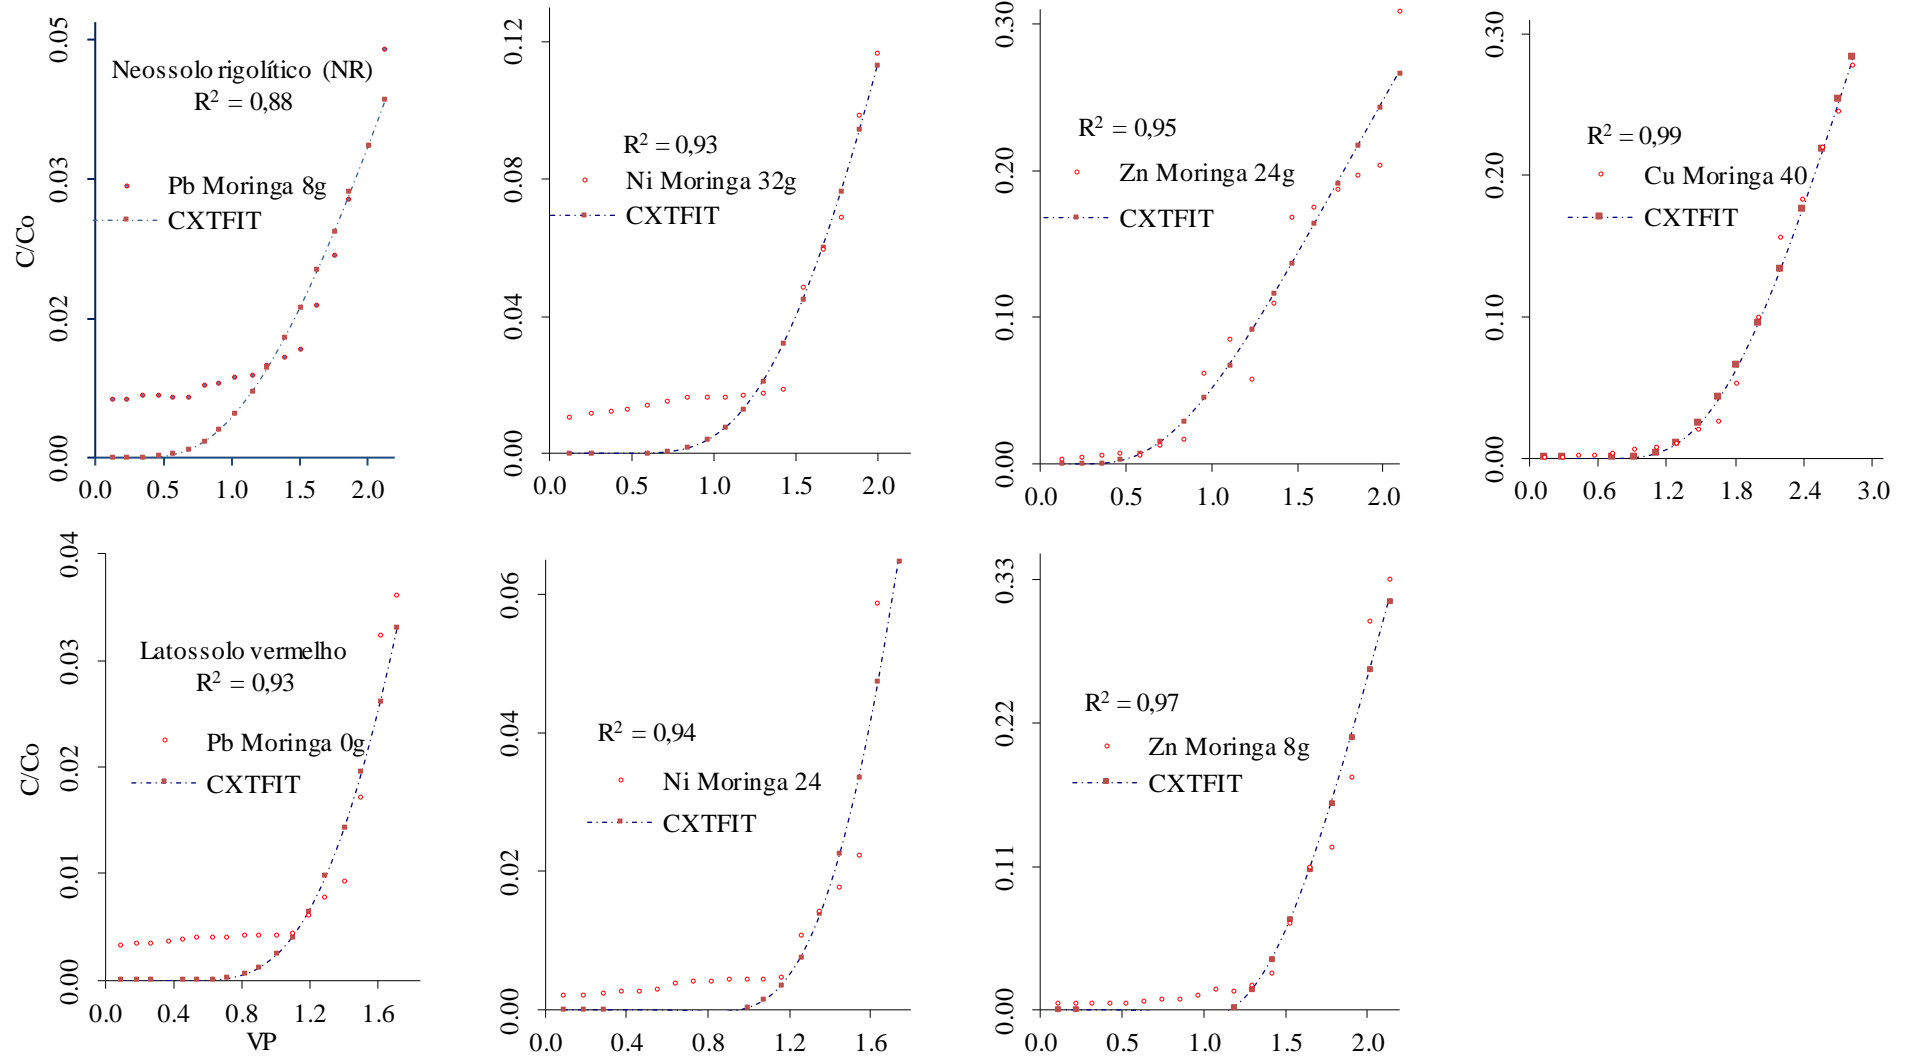 0.05
0.03
0.02
0.00
C/Co
Neossolo rigolítico (NR)
R² = 0,88
Pb Moringa 8g
CXTFIT
0.0 0.5 1.0 1.5 2.0
0.12
0.08
0.04
0.00
R² = 0,93
Ni Moringa 32g
CXTFIT
0.0 0.5 1.0 1.5 2.0
0.30
0.20
0.10
0.00
R² = 0,95
Zn Moringa 24g
CXTFIT
0.0 0.5 1.0 1.5 2.0
0.30
0.20
0.10
0.00
R² = 0,99
Cu Moringa 40
CXTFIT
0.0 0.6 1.2 1.8 2.4 3.0
0.04
0.03
0.02
0.01
0.00
C/Co
Latossolo vermelho
R² = 0,93
Pb Moringa 0g
CXTFIT
0.0 0.4 0.8 1.2 1.6
VP
0.06
0.04
0.02
0.00
R² = 0,94
Ni Moringa 24
CXTFIT
0.0 0.4 0.8 1.2 1.6
0.33
0.22
0.11
0.00
R² = 0,97
Zn Moringa 8g
CXTFIT
0.0 0.5 1.0 1.5 2.0